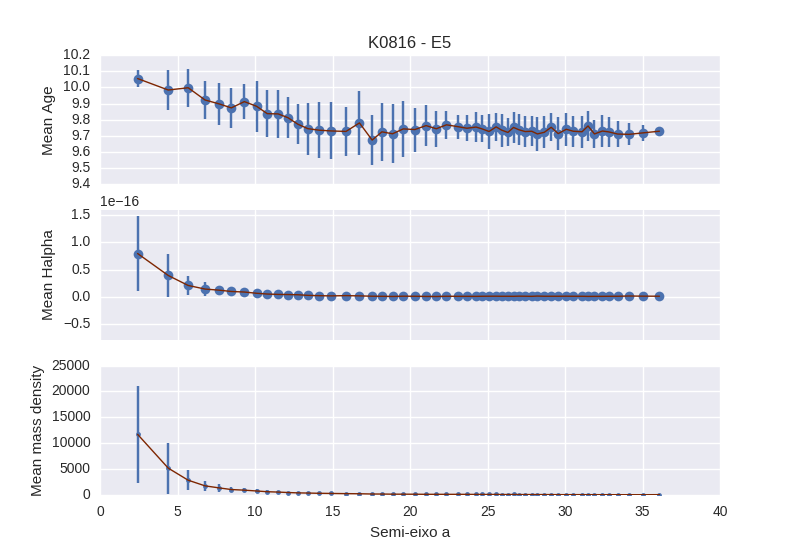 K0816 - E5
10.2
10.1
10.0
9.9
9.8
9.7
9.6
9.5
9.4
Mean Age
1e−16
1.5
1.0
0.5
0.0
−0.5
Mean Halpha
25000
20000
15000
10000
5000
0
Mean mass density
0 5 10 15 20 25 30 35 40
Semi-eixo a